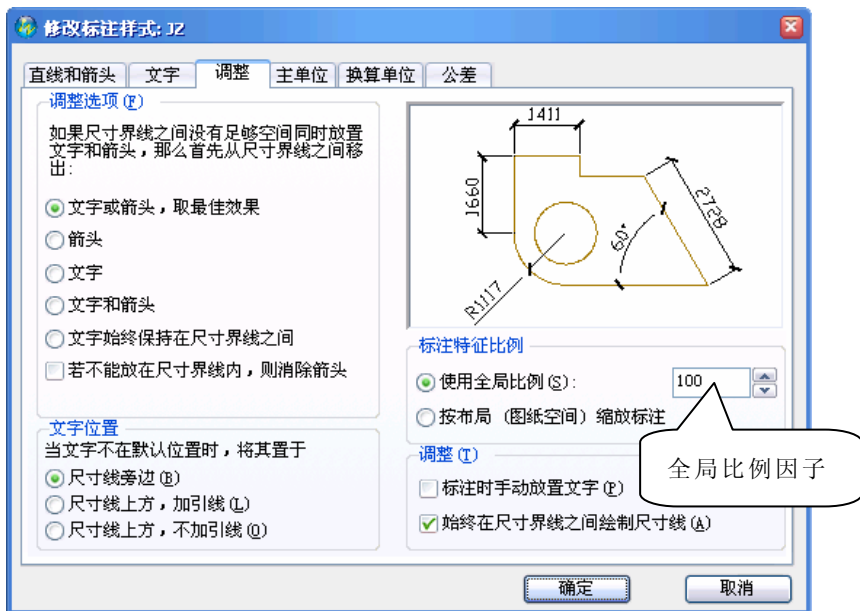 修改标注样式: JZ
直线和箭头 文字 调整 主单位 换算单位 公差
调整选项(F)
如果尺寸界线之间没有足够空间同时放置
文字和箭头，那么首先从尺寸界线之间移
出:
文字或箭头，取最佳效果
箭头
文字
文字和箭头
文字始终保持在尺寸界线之间
若不能放在尺寸界线内，则消除箭头
文字位置
当文字不在默认位置时，将其置于
尺寸线旁边(B)
尺寸线上方，加引线(L)
尺寸线上方，不加引线(O)
1411
1660
2728
60°
R1117
标注特征比例
使用全局比例(S): 100
按布局 (图纸空间) 缩放标注
全局比例因子
调整(T)
标注时手动放置文字(P)
始终在尺寸界线之间绘制尺寸线(A)
确定 取消